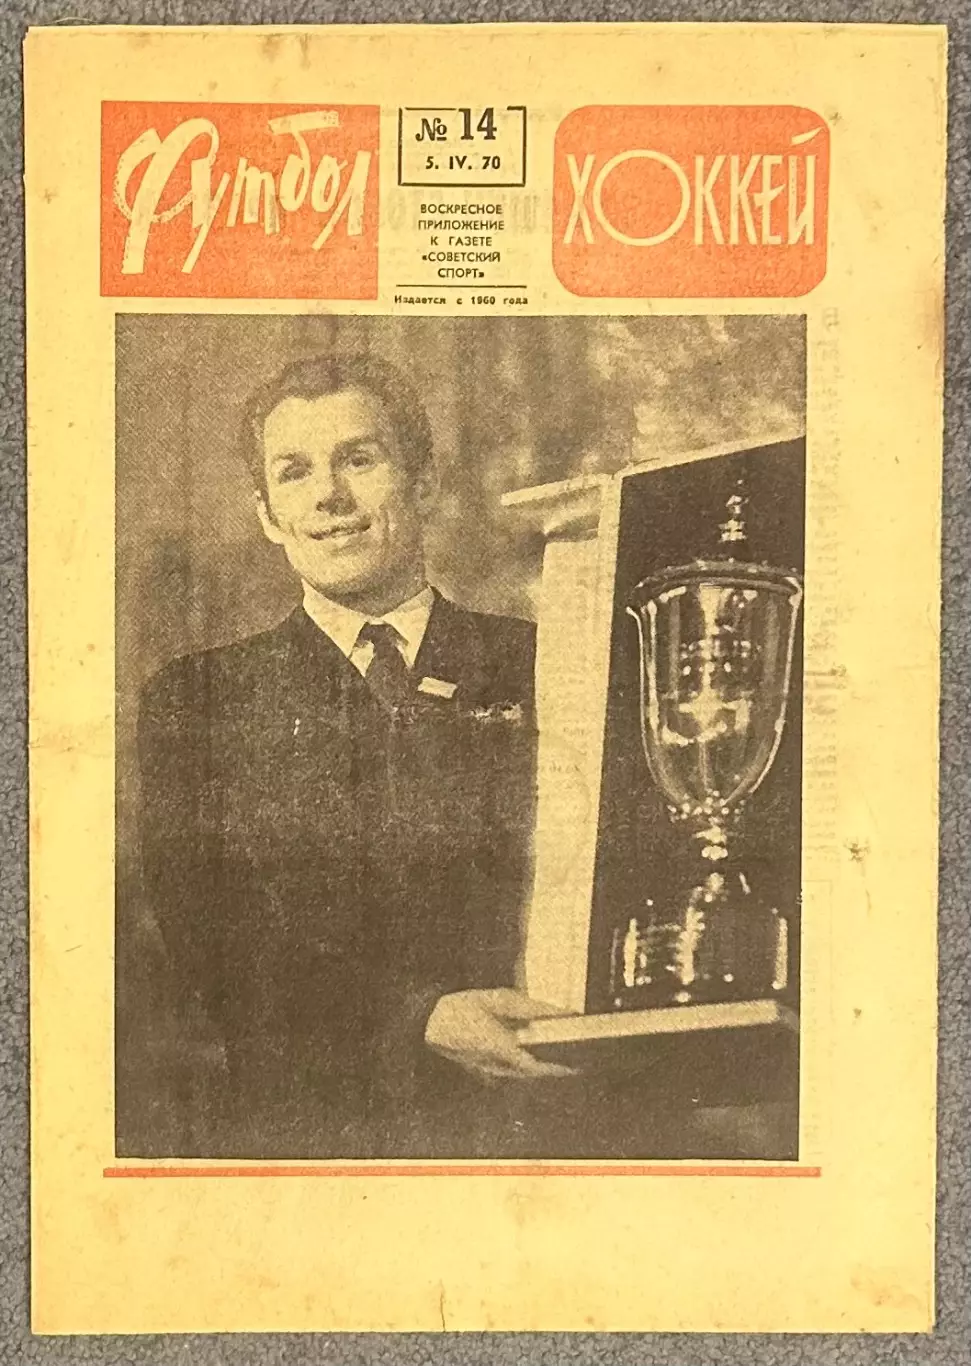 Футбол
№ 14
5. IV. 70
ВОСКРЕСНОЕ
ПРИЛОЖЕНИЕ
К ГАЗЕТЕ
«СОВЕТСКИЙ
СПОРТ»
Издается с 1960 года
ХОККЕЙ